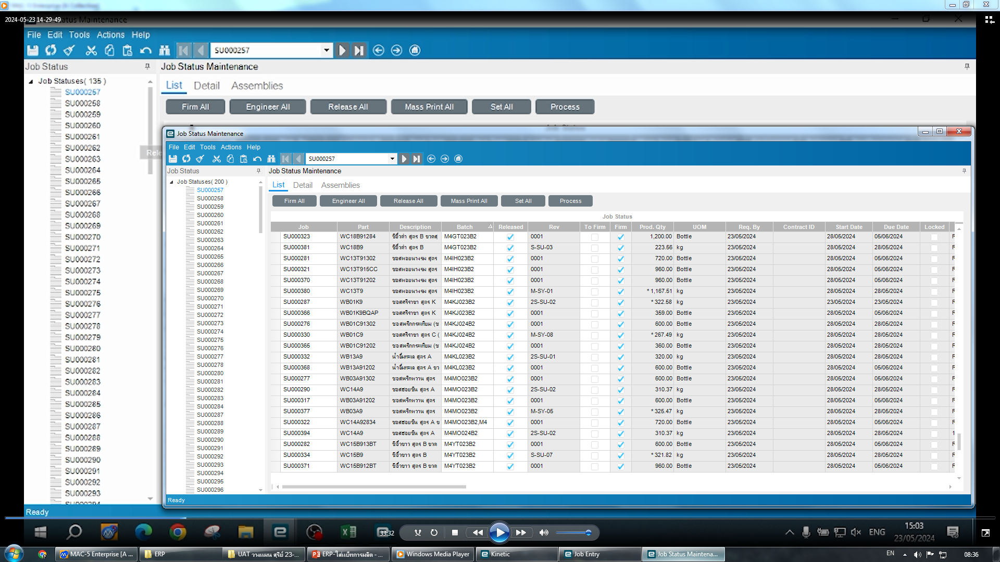 2024-05-23 14-29-49
Status Maintenance
File Edit Tools Actions Help
SU000257
Job Status
Job Status Maintenance
Job Statuses( 135 )
List Detail Assemblies
Firm All Engineer All Release All Mass Print All Set All Process
SU000257
SU000258
SU000259
SU000260
SU000261
SU000262
SU000263
SU000264
SU000265
SU000266
SU000267
SU000268
SU000269
SU000270
SU000271
SU000272
SU000273
SU000274
SU000275
SU000276
SU000277
SU000278
SU000279
SU000280
SU000281
SU000282
SU000283
SU000284
SU000285
SU000286
SU000287
SU000288
SU000289
SU000290
SU000291
SU000292
SU000293
Ready
Job Status Maintenance
File Edit Tools Actions Help
SU000257
Job Status
Job Status Maintenance
Job Statuses( 200 )
SU000257
SU000258
SU000259
SU000260
SU000261
SU000262
SU000263
SU000264
SU000265
SU000266
SU000267
SU000268
SU000269
SU000270
SU000271
SU000272
SU000273
SU000274
SU000275
SU000276
SU000277
SU000278
SU000280
SU000281
SU000282
SU000283
SU000284
SU000287
SU000288
SU000289
SU000290
SU000291
SU000292
SU000293
SU000294
SU000295
SU000296
List Detail Assemblies
Firm All Engineer All Release All Mass Print All Set All Process
Job Status
Job Part Description Batch Released Rev To Firm Firm Prod. Qty UOM Req. By Contract ID Start Date Due Date Locked
SU000323 WC18B91284 ซีอิ๊วดำ สูตร B ขวดสุ M4GT023B2 0001 1,200.00 Bottle 23/05/2024 28/05/2024 05/06/2024 R
SU000381 WC18B9 ซีอิ๊วดำ สูตร B M4GT023B2 S-SU-03 223.56 kg 23/05/2024 28/05/2024 28/05/2024 R
SU000281 WC13T91302 ซอสหอยนางรม สูตร M4IH023B2 0001 720.00 Bottle 23/05/2024 28/05/2024 05/06/2024 R
SU000321 WC13T915CC ซอสหอยนางรม สูตร M4IH023B2 0001 960.00 Bottle 23/05/2024 28/05/2024 05/06/2024 R
SU000370 WC13T91202 ซอสหอยนางรม สูตร M4IH023B2 0001 960.00 Bottle 23/05/2024 28/05/2024 05/06/2024 R
SU000380 WC13T9 ซอสหอยนางรม สูตร M4IH023B2 M-SY-01 * 1,167.51 kg 23/05/2024 28/05/2024 28/05/2024 R
SU000287 WB01K9 ซอสศรีราชา สูตร K M4KJ023B2 2S-SU-02 * 322.58 kg 23/05/2024 23/05/2024 23/05/2024 R
SU000366 WB01K9BQAP ซอสศรีราชา สูตร K M4KJ023B2 0001 359.00 Bottle 23/05/2024 28/05/2024 28/05/2024 R
SU000276 WB01C91302 ซอสพริกกระเทียม (ซ M4KJ024B2 0001 600.00 Bottle 23/05/2024 28/05/2024 05/06/2024 R
SU000330 WB01C9 ซอสศรีราชา สูตร C ( M4KJ024B2 M-SY-08 * 267.49 kg 23/05/2024 28/05/2024 28/05/2024 R
SU000365 WB01C91202 ซอสพริกกระเทียม (ซ M4KJ024B2 0001 360.00 Bottle 23/05/2024 28/05/2024 28/05/2024 R
SU000332 WB13A9 น้ำจิ้มทะเล สูตร A M4KL023B2 2S-SU-01 320.00 kg 23/05/2024 28/05/2024 28/05/2024 R
SU000368 WB13A91202 น้ำจิ้มทะเล สูตร A ขว M4KL023B2 0001 600.00 Bottle 23/05/2024 28/05/2024 05/06/2024 R
SU000277 WB03A91302 ซอสพริกหวาน สูตร M4MO023B2 0001 600.00 Bottle 23/05/2024 28/05/2024 05/06/2024 R
SU000290 WC14A9 ซอสฮอยซิน สูตร A M4MO023B2 2S-SU-02 310.37 kg 23/05/2024 28/05/2024 28/05/2024 R
SU000317 WB03A91202 ซอสพริกหวาน สูตร M4MO023B2 0001 600.00 Bottle 23/05/2024 28/05/2024 05/06/2024 R
SU000377 WB03A9 ซอสพริกหวาน สูตร M4MO023B2 M-SY-05 * 325.47 kg 23/05/2024 28/05/2024 28/05/2024 R
SU000322 WC14A92834 ซอสฮอยซิน สูตร A ข M4MO023B2,M4 0001 720.00 Bottle 23/05/2024 28/05/2024 05/06/2024 R
SU000394 WC14A9 ซอสฮอยซิน สูตร A M4MO024B2 2S-SU-02 310.37 kg 23/05/2024 28/05/2024 28/05/2024 1
SU000282 WC15B913BT ซีอิ๊วขาว สูตร B ขวด M4YT023B2 0001 600.00 Bottle 23/05/2024 28/05/2024 05/06/2024 R
SU000334 WC15B9 ซีอิ๊วขาว สูตร B M4YT023B2 S-SU-07 * 321.82 kg 23/05/2024 28/05/2024 28/05/2024 R
SU000371 WC15B912BT ซีอิ๊วขาว สูตร B ขวด M4YT023B2 0001 960.00 Bottle 23/05/2024 28/05/2024 05/06/2024 R
Ready
33:32
ENG
15:03
23/05/2024
MAC-5 Enterprise [A ...
ERP
UAT วางแผน สุรีย์ 23-...
ERP-ใส่แบ็ทการผลิต - ...
Windows Media Player
Kinetic
Job Entry
Job Status Maintena...
EN
08:36